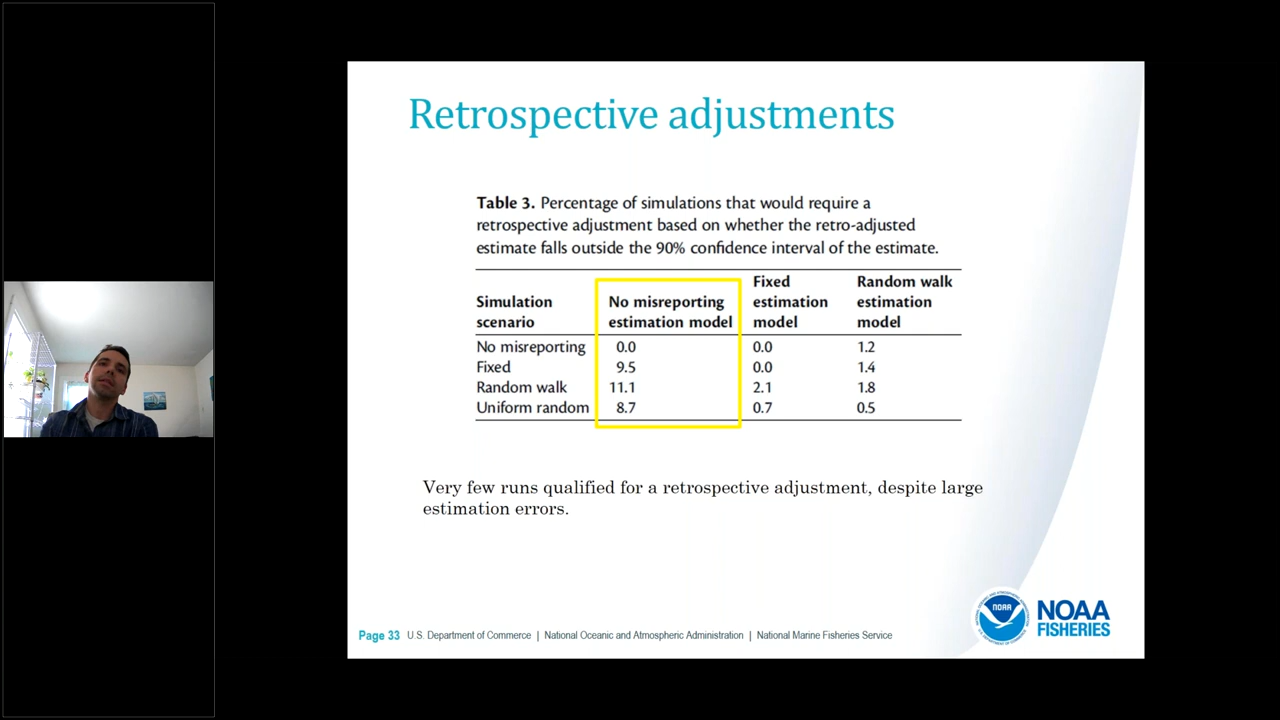 Retrospective adjustments
Table 3. Percentage of simulations that would require a
retrospective adjustment based on whether the retro-adjusted
estimate falls outside the 90% confidence interval of the estimate.
Simulation scenario | No misreporting estimation model | Fixed estimation model | Random walk estimation model
No misreporting 0.0 0.0 1.2
Fixed 9.5 0.0 1.4
Random walk 11.1 2.1 1.8
Uniform random 8.7 0.7 0.5
Very few runs qualified for a retrospective adjustment, despite large
estimation errors.
NOAA
NOAA
FISHERIES
Page 33 U.S. Department of Commerce | National Oceanic and Atmospheric Administration | National Marine Fisheries Service